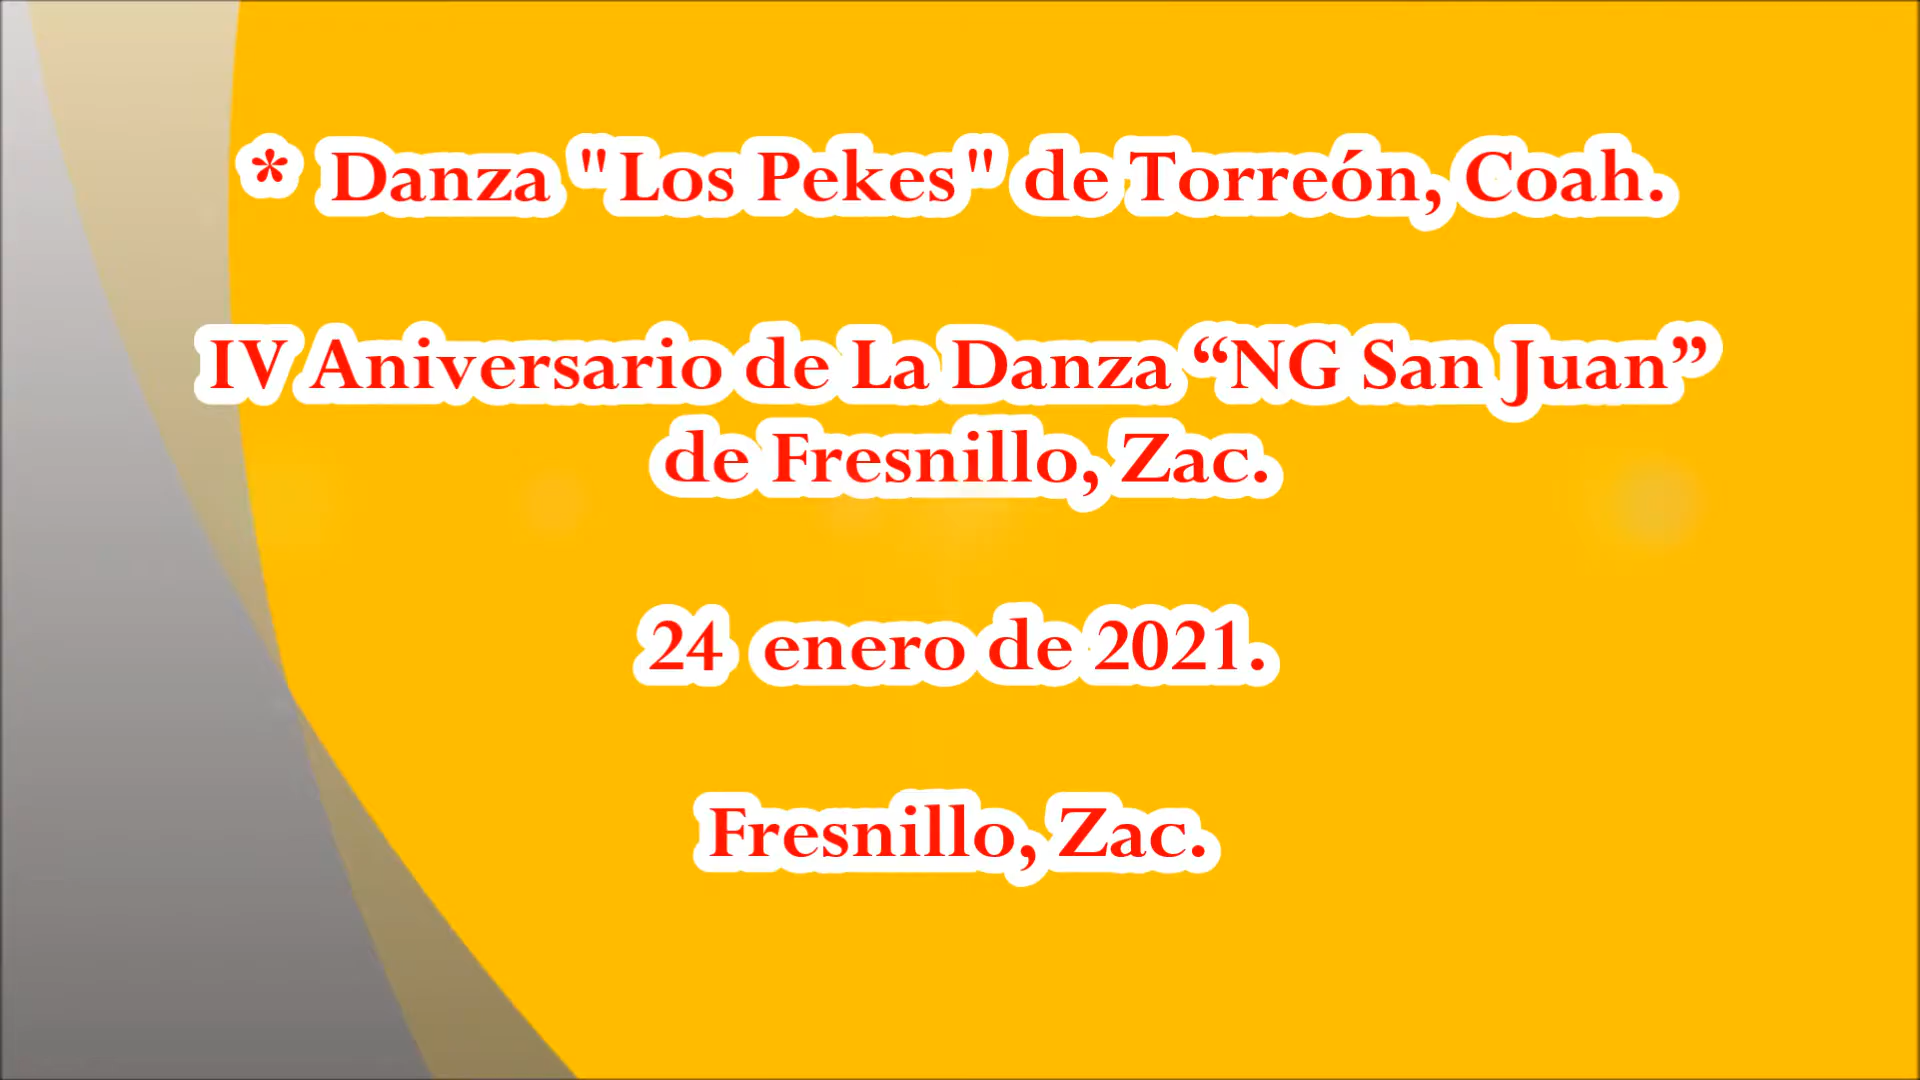 * Danza "Los Pekes" de Torreón, Coah.
IV Aniversario de La Danza “NG San Juan”
de Fresnillo, Zac.
24 enero de 2021.
Fresnillo, Zac.